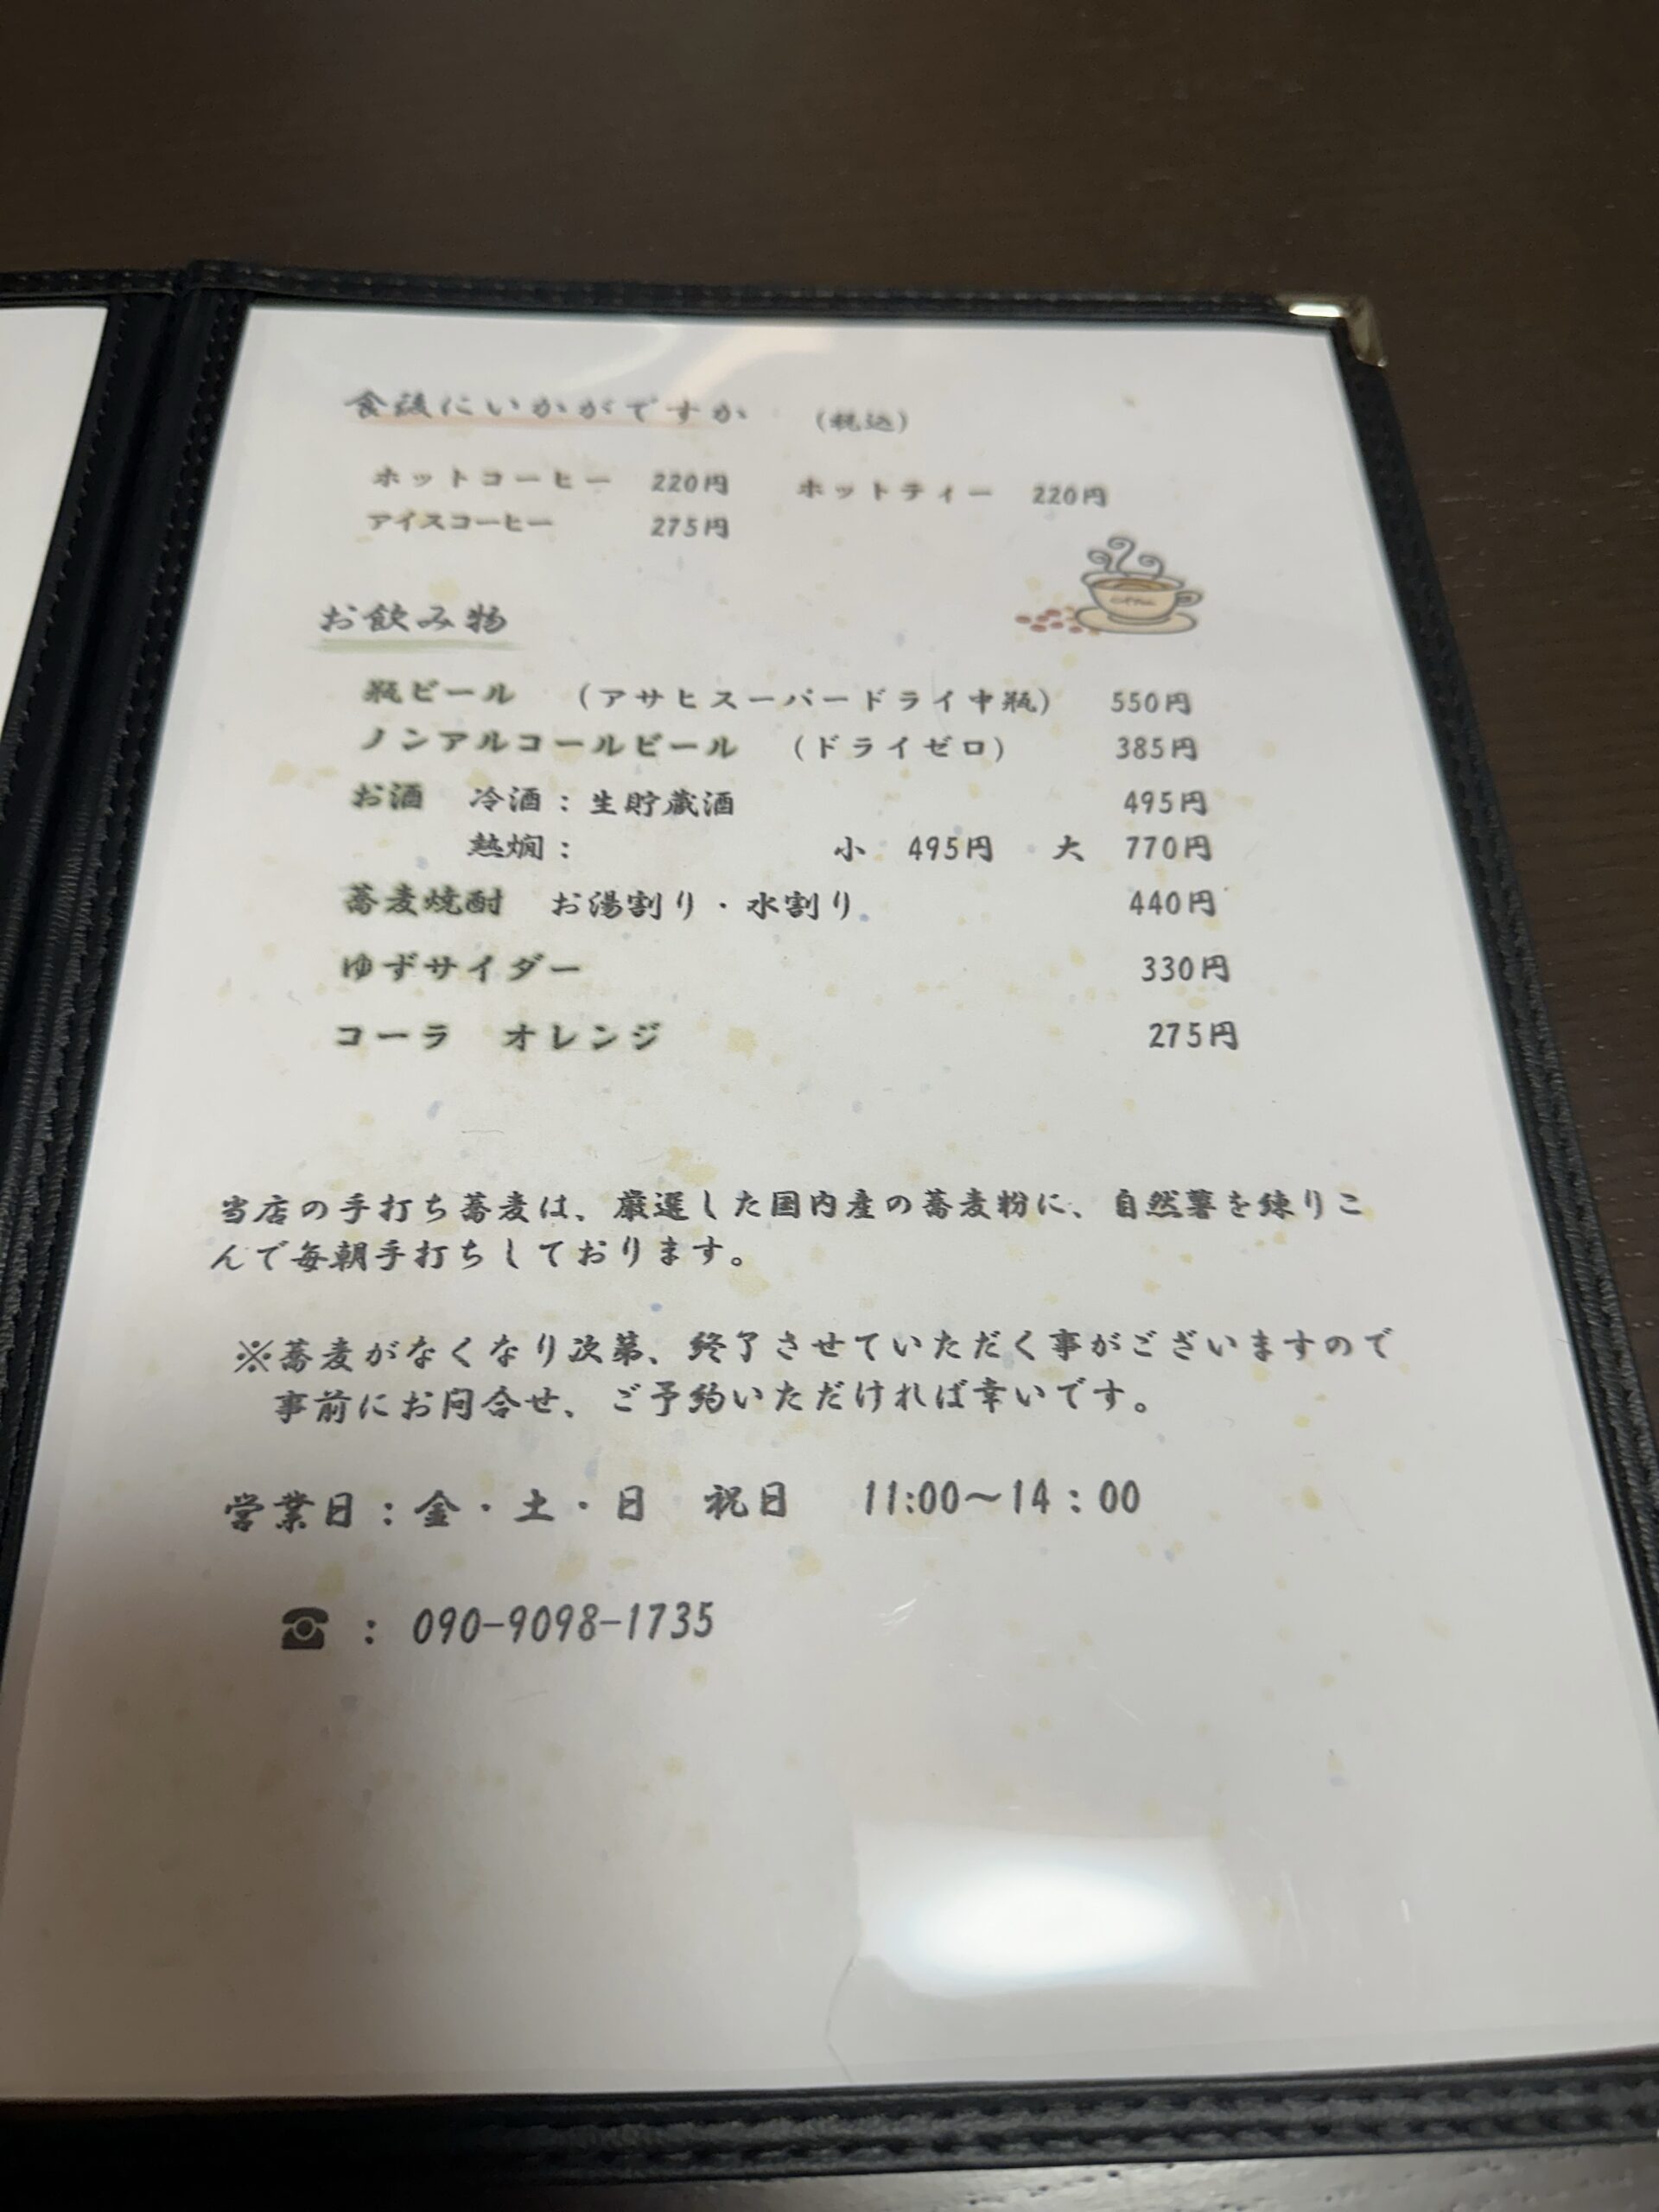 食後にいかがですか （税込）
ホットコーヒー 220円 ホットティー 220円
アイスコーヒー 275円
お飲み物
瓶ビール （アサヒスーパードライ中瓶） 550円
ノンアルコールビール （ドライゼロ） 385円
お酒 冷酒：生貯蔵酒 495円
熱燗： 小 495円 大 770円
蕎麦焼酎 お湯割り・水割り 440円
ゆずサイダー 330円
コーラ オレンジ 275円
当店の手打ち蕎麦は、厳選した国内産の蕎麦粉に、自然薯を練りこ
んで毎朝手打ちしております。
※蕎麦がなくなり次第、終了させていただく事がございますので
事前にお問合せ、ご予約いただければ幸いです。
営業日：金・土・日 祝日 11:00～14：00
☎ ： 090-9098-1735